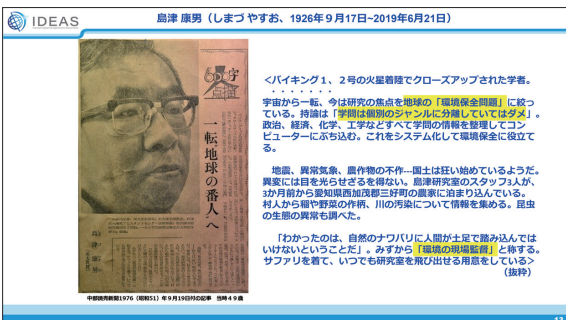 IDEAS
島津 康男（しまづ やすお、1926年９月17日~2019年6月21日）
600字
人物
点描
一転、地球の番人へ
島津康男
＜バイキング１、２号の火星着陸でクローズアップされた学者。
・・・・・・・
宇宙から一転、今は研究の焦点を地球の「環境保全問題」に絞っ
ている。持論は「学問は個別のジャンルに分離していてはダメ」。
政治、経済、化学、工学などすべて学問の情報を整理してコン
ピューターにぶち込む。これをシステム化して環境保全に役立て
る。
地震、異常気象、農作物の不作---国土は狂い始めているようだ。
異変には目を光らせざるを得ない。島津研究室のスタッフ3人が、
3か月前から愛知県西加茂郡三好町の農家に泊まり込んでいる。
村人から稲や野菜の作柄、川の汚染について情報を集める。昆虫
の生態の異常も調べた。
「わかったのは、自然のナワバリに人間が土足で踏み込んでは
いけないということだ」。みずから「環境の現場監督」と称する。
サファリを着て、いつでも研究室を飛び出せる用意をしている＞
（抜粋）
中部読売新聞1976（昭和51）年９月19日付の記事　当時４９歳